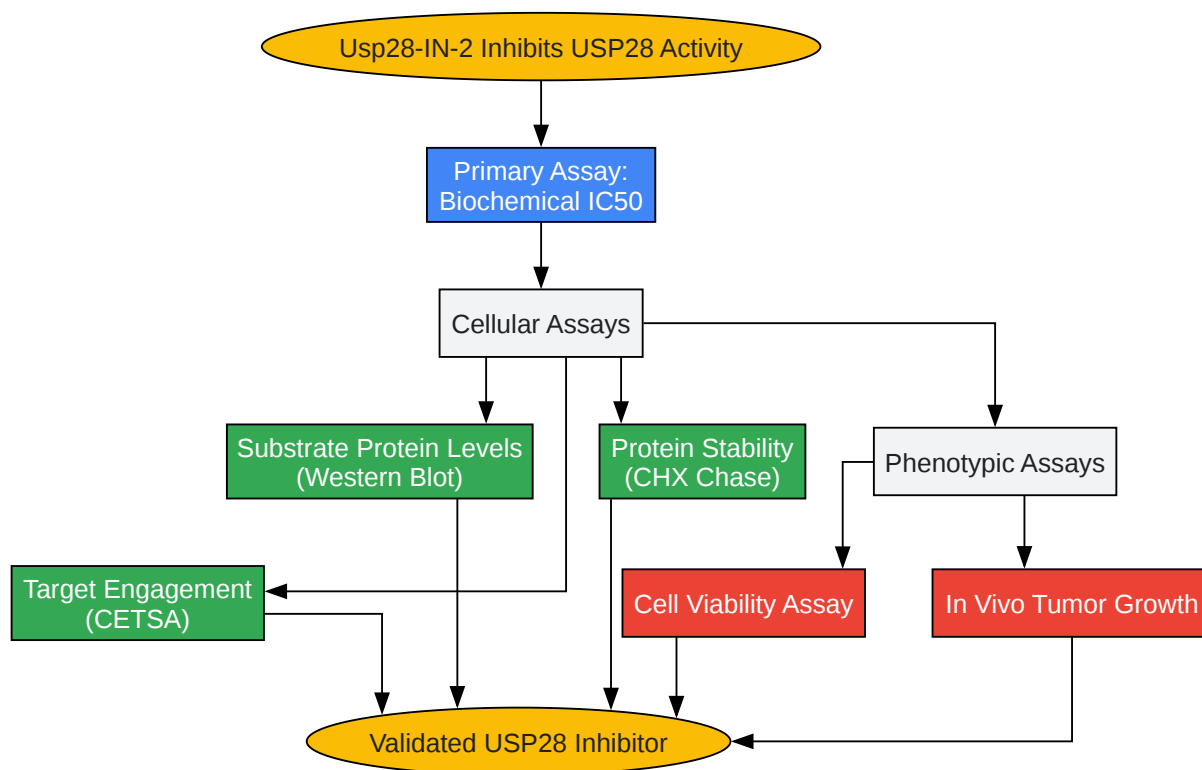 Usp28-IN-2 Inhibits USP28 Activity
Primary Assay:
Biochemical IC50
Cellular Assays
Substrate Protein Levels
(Western Blot)
Protein Stability
(CHX Chase)
Phenotypic Assays
Target Engagement
(CETSA)
Cell Viability Assay
In Vivo Tumor Growth
Validated USP28 Inhibitor